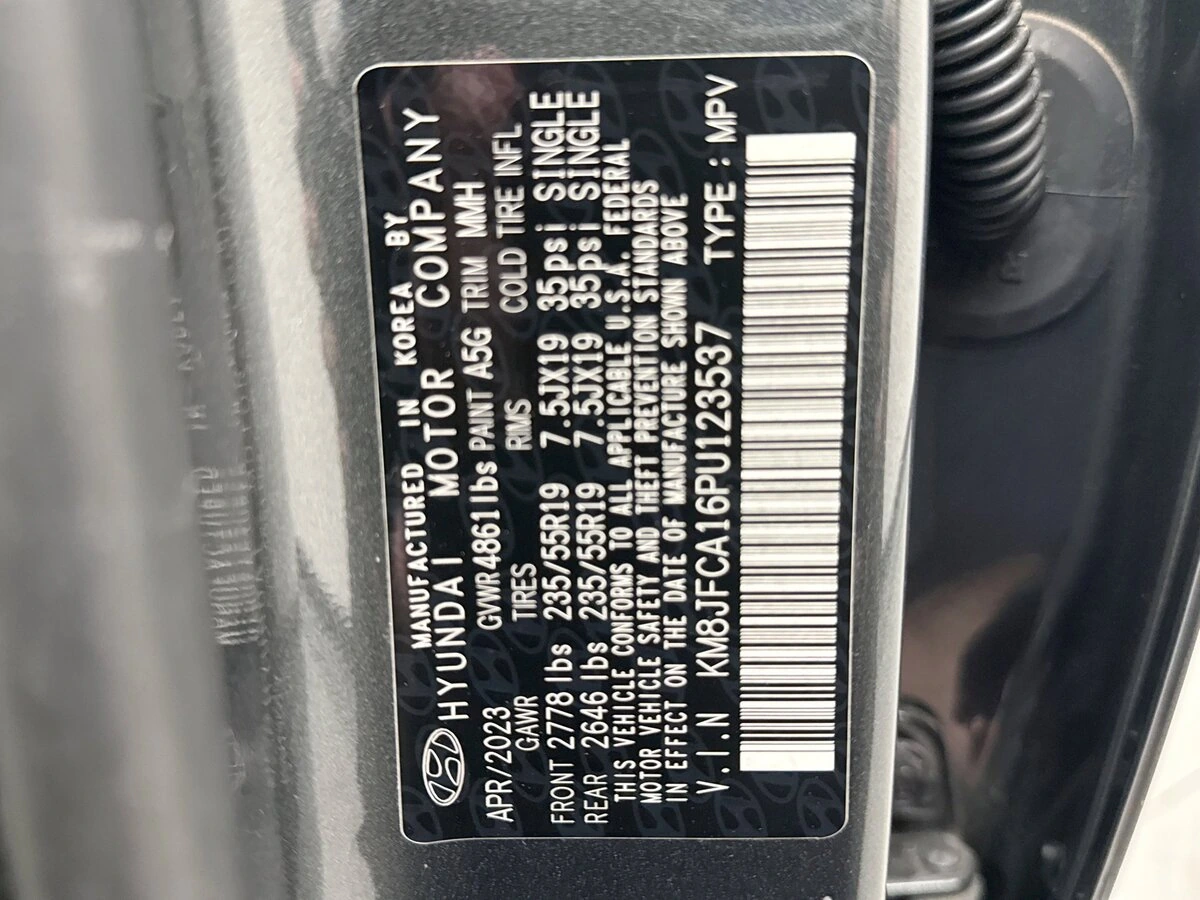 MANUFACTURED IN KOREA BY
HYUNDAI MOTOR COMPANY
APR/2023 GVWR 4861lbs PAINT A5G TRIM MMH
GAWR TIRES RIMS COLD TIRE INFL
FRONT 2778 lbs 235/55R19 7.5JX19 35psi SINGLE
REAR 2646 lbs 235/55R19 7.5JX19 35psi SINGLE
THIS VEHICLE CONFORMS TO ALL APPLICABLE U.S.A. FEDERAL
MOTOR VEHICLE SAFETY AND THEFT PREVENTION STANDARDS
IN EFFECT ON THE DATE OF MANUFACTURE SHOWN ABOVE
V.I.N KM8JFCA16PU123537 TYPE : MPV